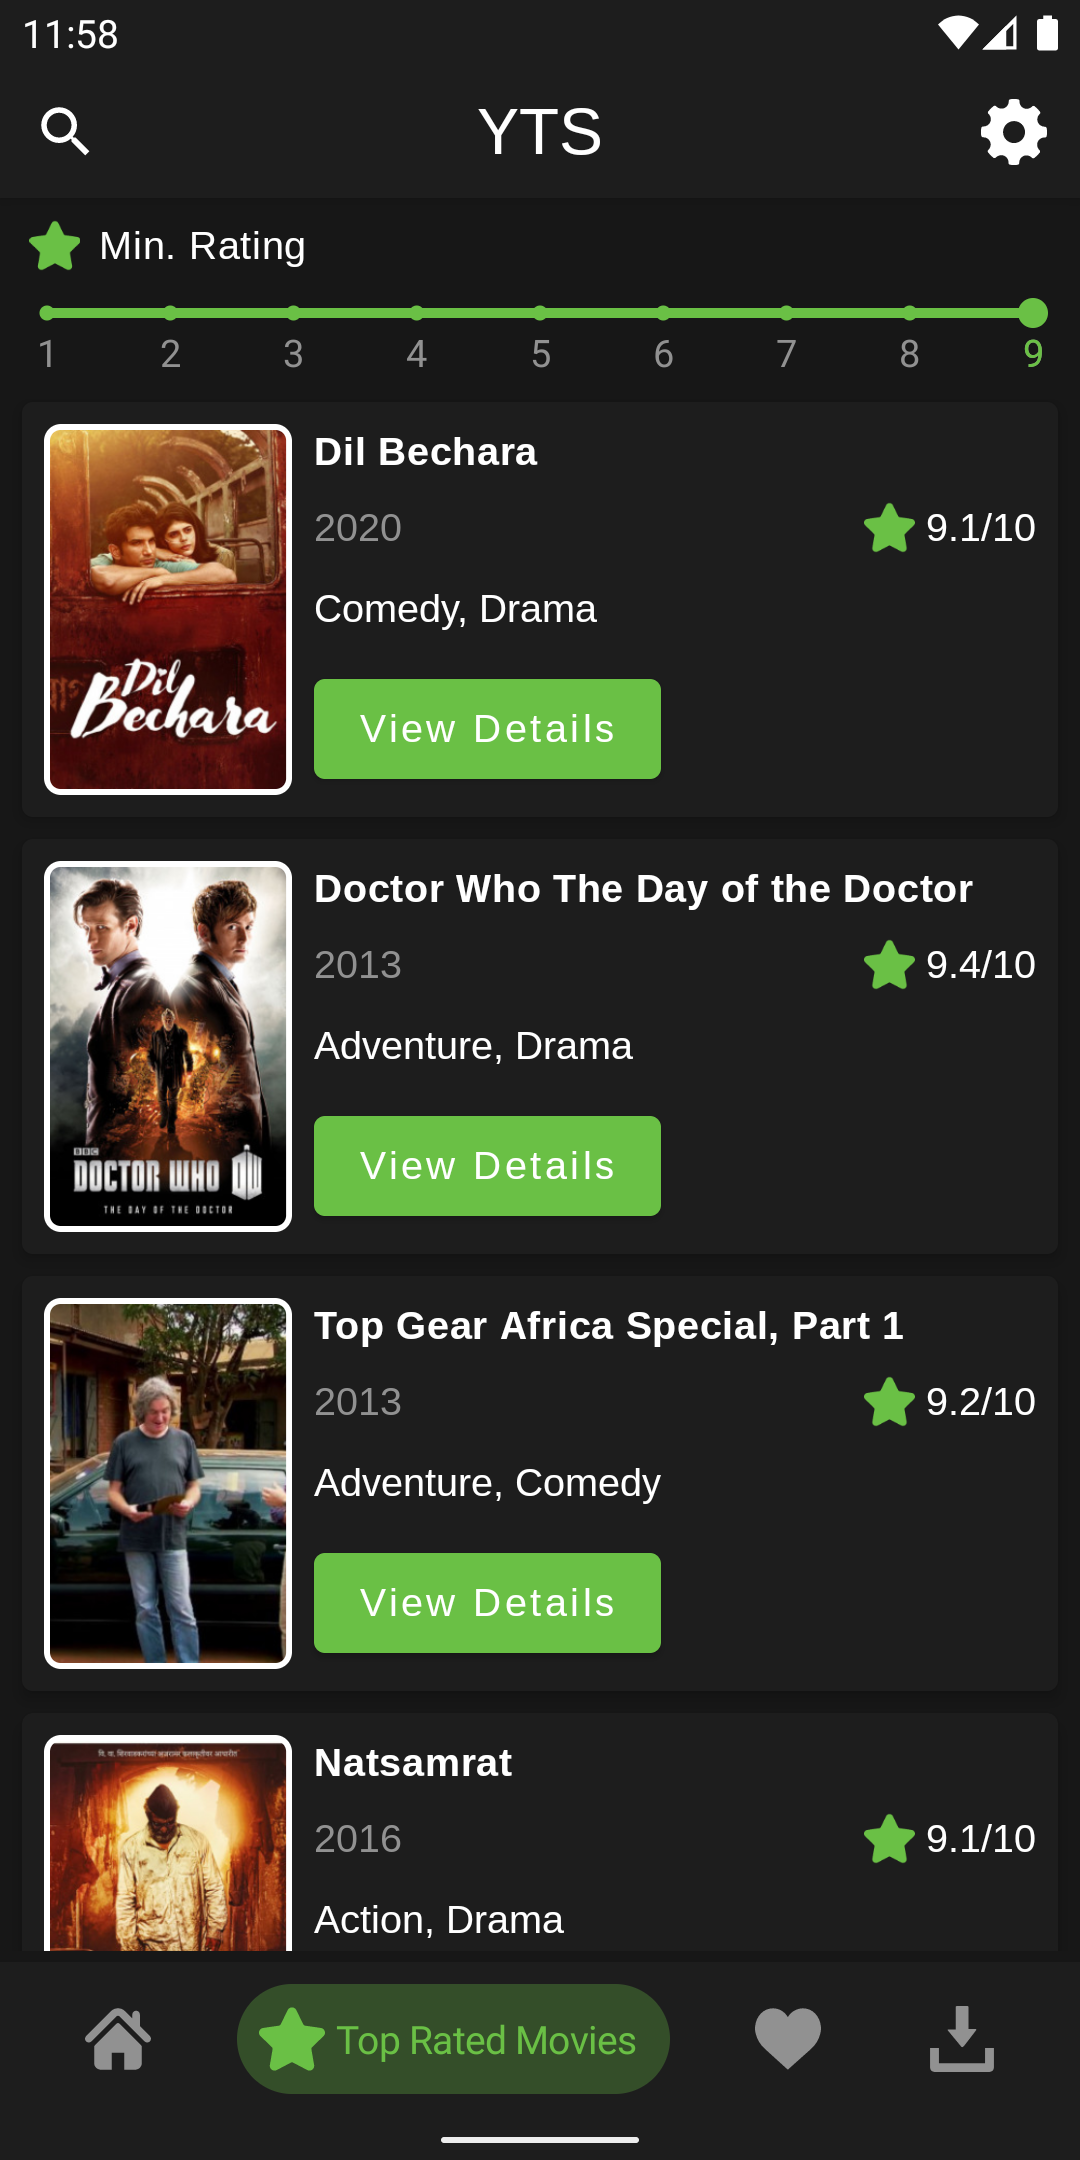 11:58
YTS
Min. Rating
1 2 3 4 5 6 7 8 9
Dil Bechara
2020
9.1/10
Comedy, Drama
View Details
Dil
Bechara
Doctor Who The Day of the Doctor
2013
9.4/10
Adventure, Drama
View Details
BBC
DOCTOR WHO DW
THE DAY OF THE DOCTOR
Top Gear Africa Special, Part 1
2013
9.2/10
Adventure, Comedy
View Details
Natsamrat
2016
9.1/10
Action, Drama
Top Rated Movies